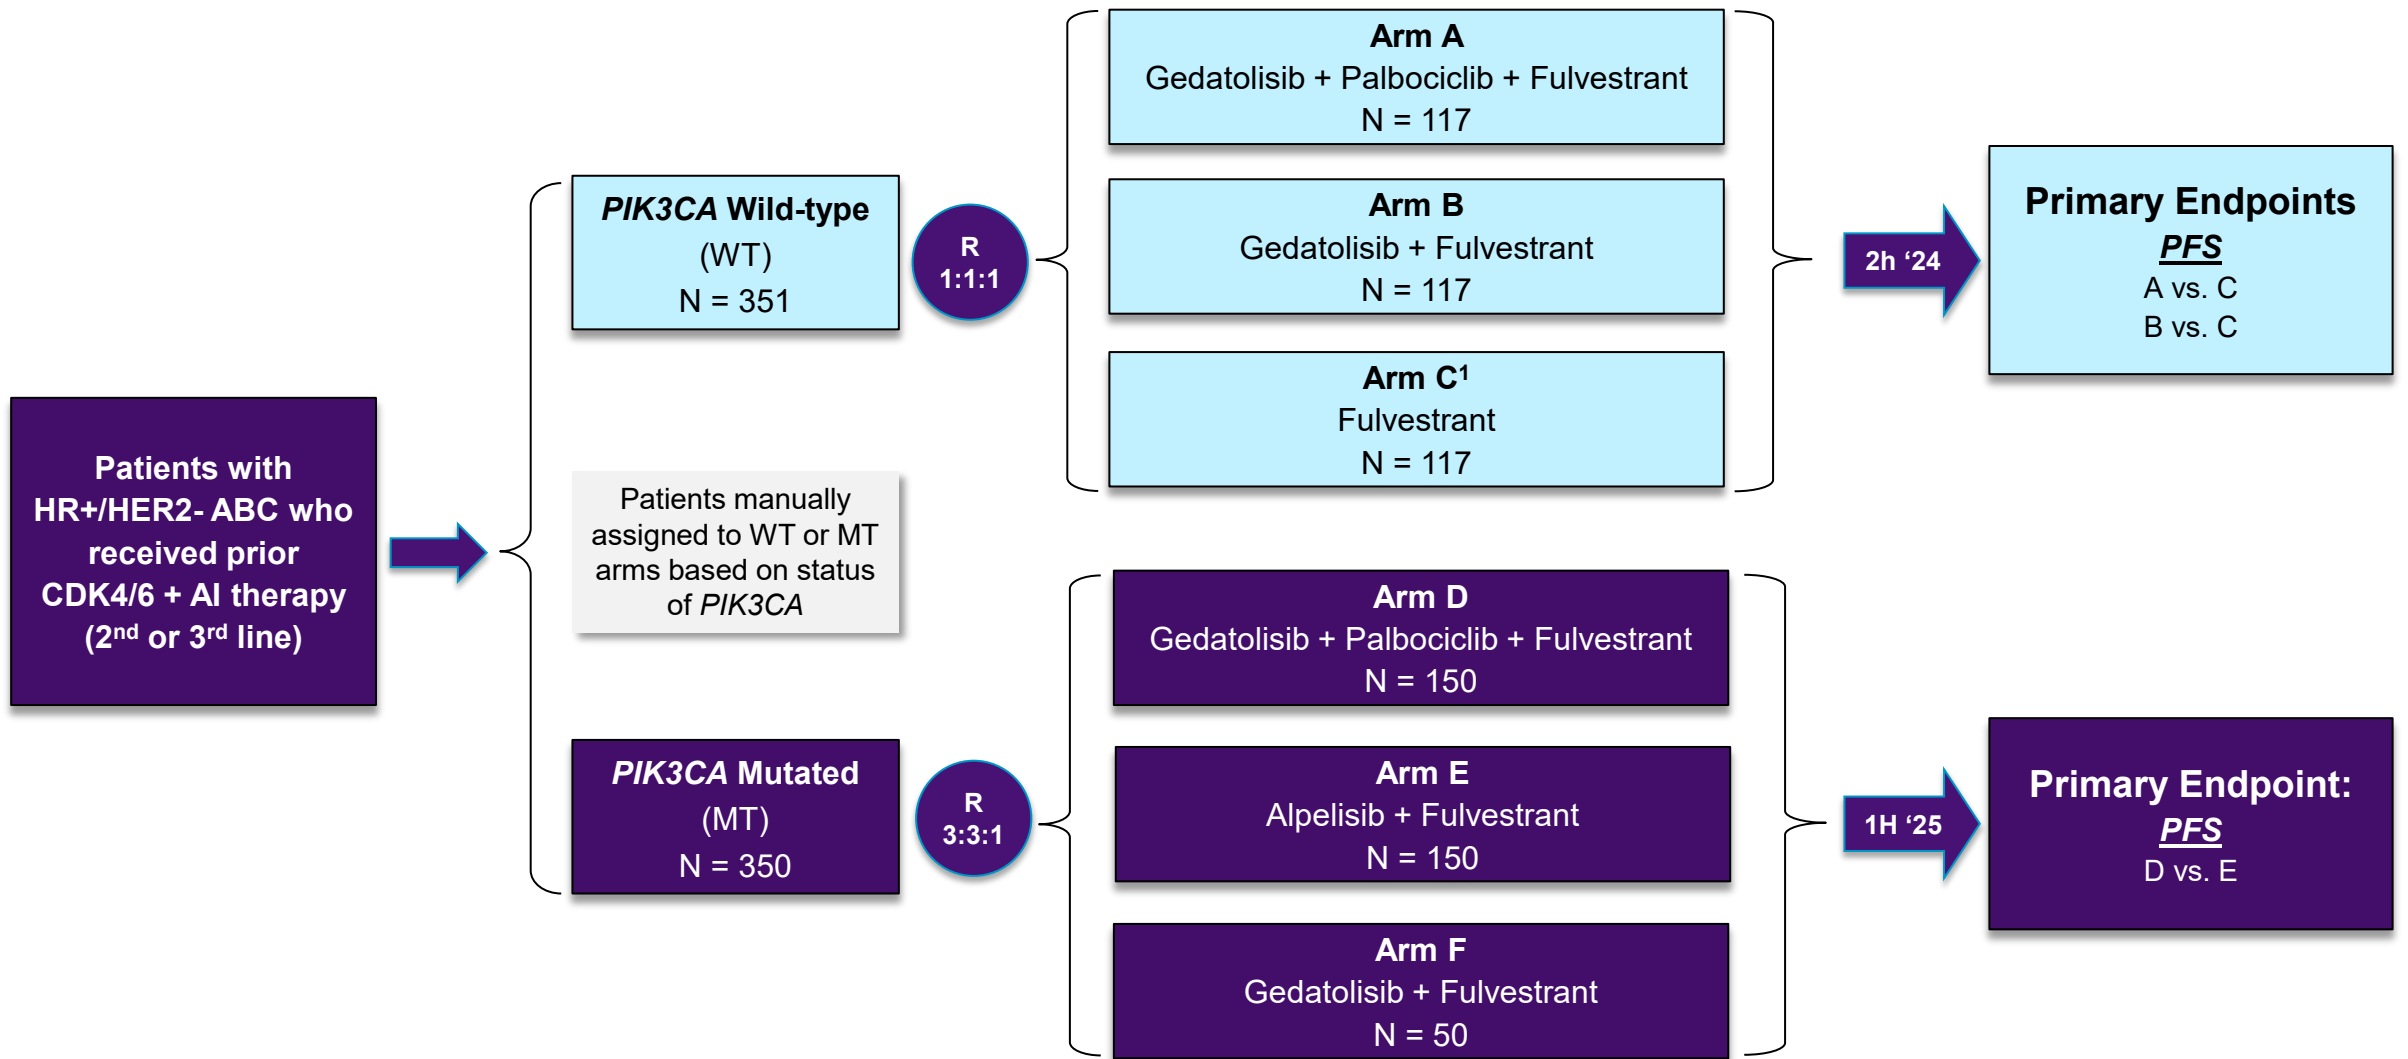 Patients with
HR+/HER2- ABC who
received prior
CDK4/6 + AI therapy
(2nd or 3rd line)
PIK3CA Wild-type
(WT)
N = 351
R
1:1:1
Patients manually
assigned to WT or MT
arms based on status
of PIK3CA
PIK3CA Mutated
(MT)
N = 350
R
3:3:1
Arm A
Gedatolisib + Palbociclib + Fulvestrant
N = 117
Arm B
Gedatolisib + Fulvestrant
N = 117
Arm C¹
Fulvestrant
N = 117
Arm D
Gedatolisib + Palbociclib + Fulvestrant
N = 150
Arm E
Alpelisib + Fulvestrant
N = 150
Arm F
Gedatolisib + Fulvestrant
N = 50
2h ‘24
Primary Endpoints
PFS
A vs. C
B vs. C
1H ‘25
Primary Endpoint:
PFS
D vs. E